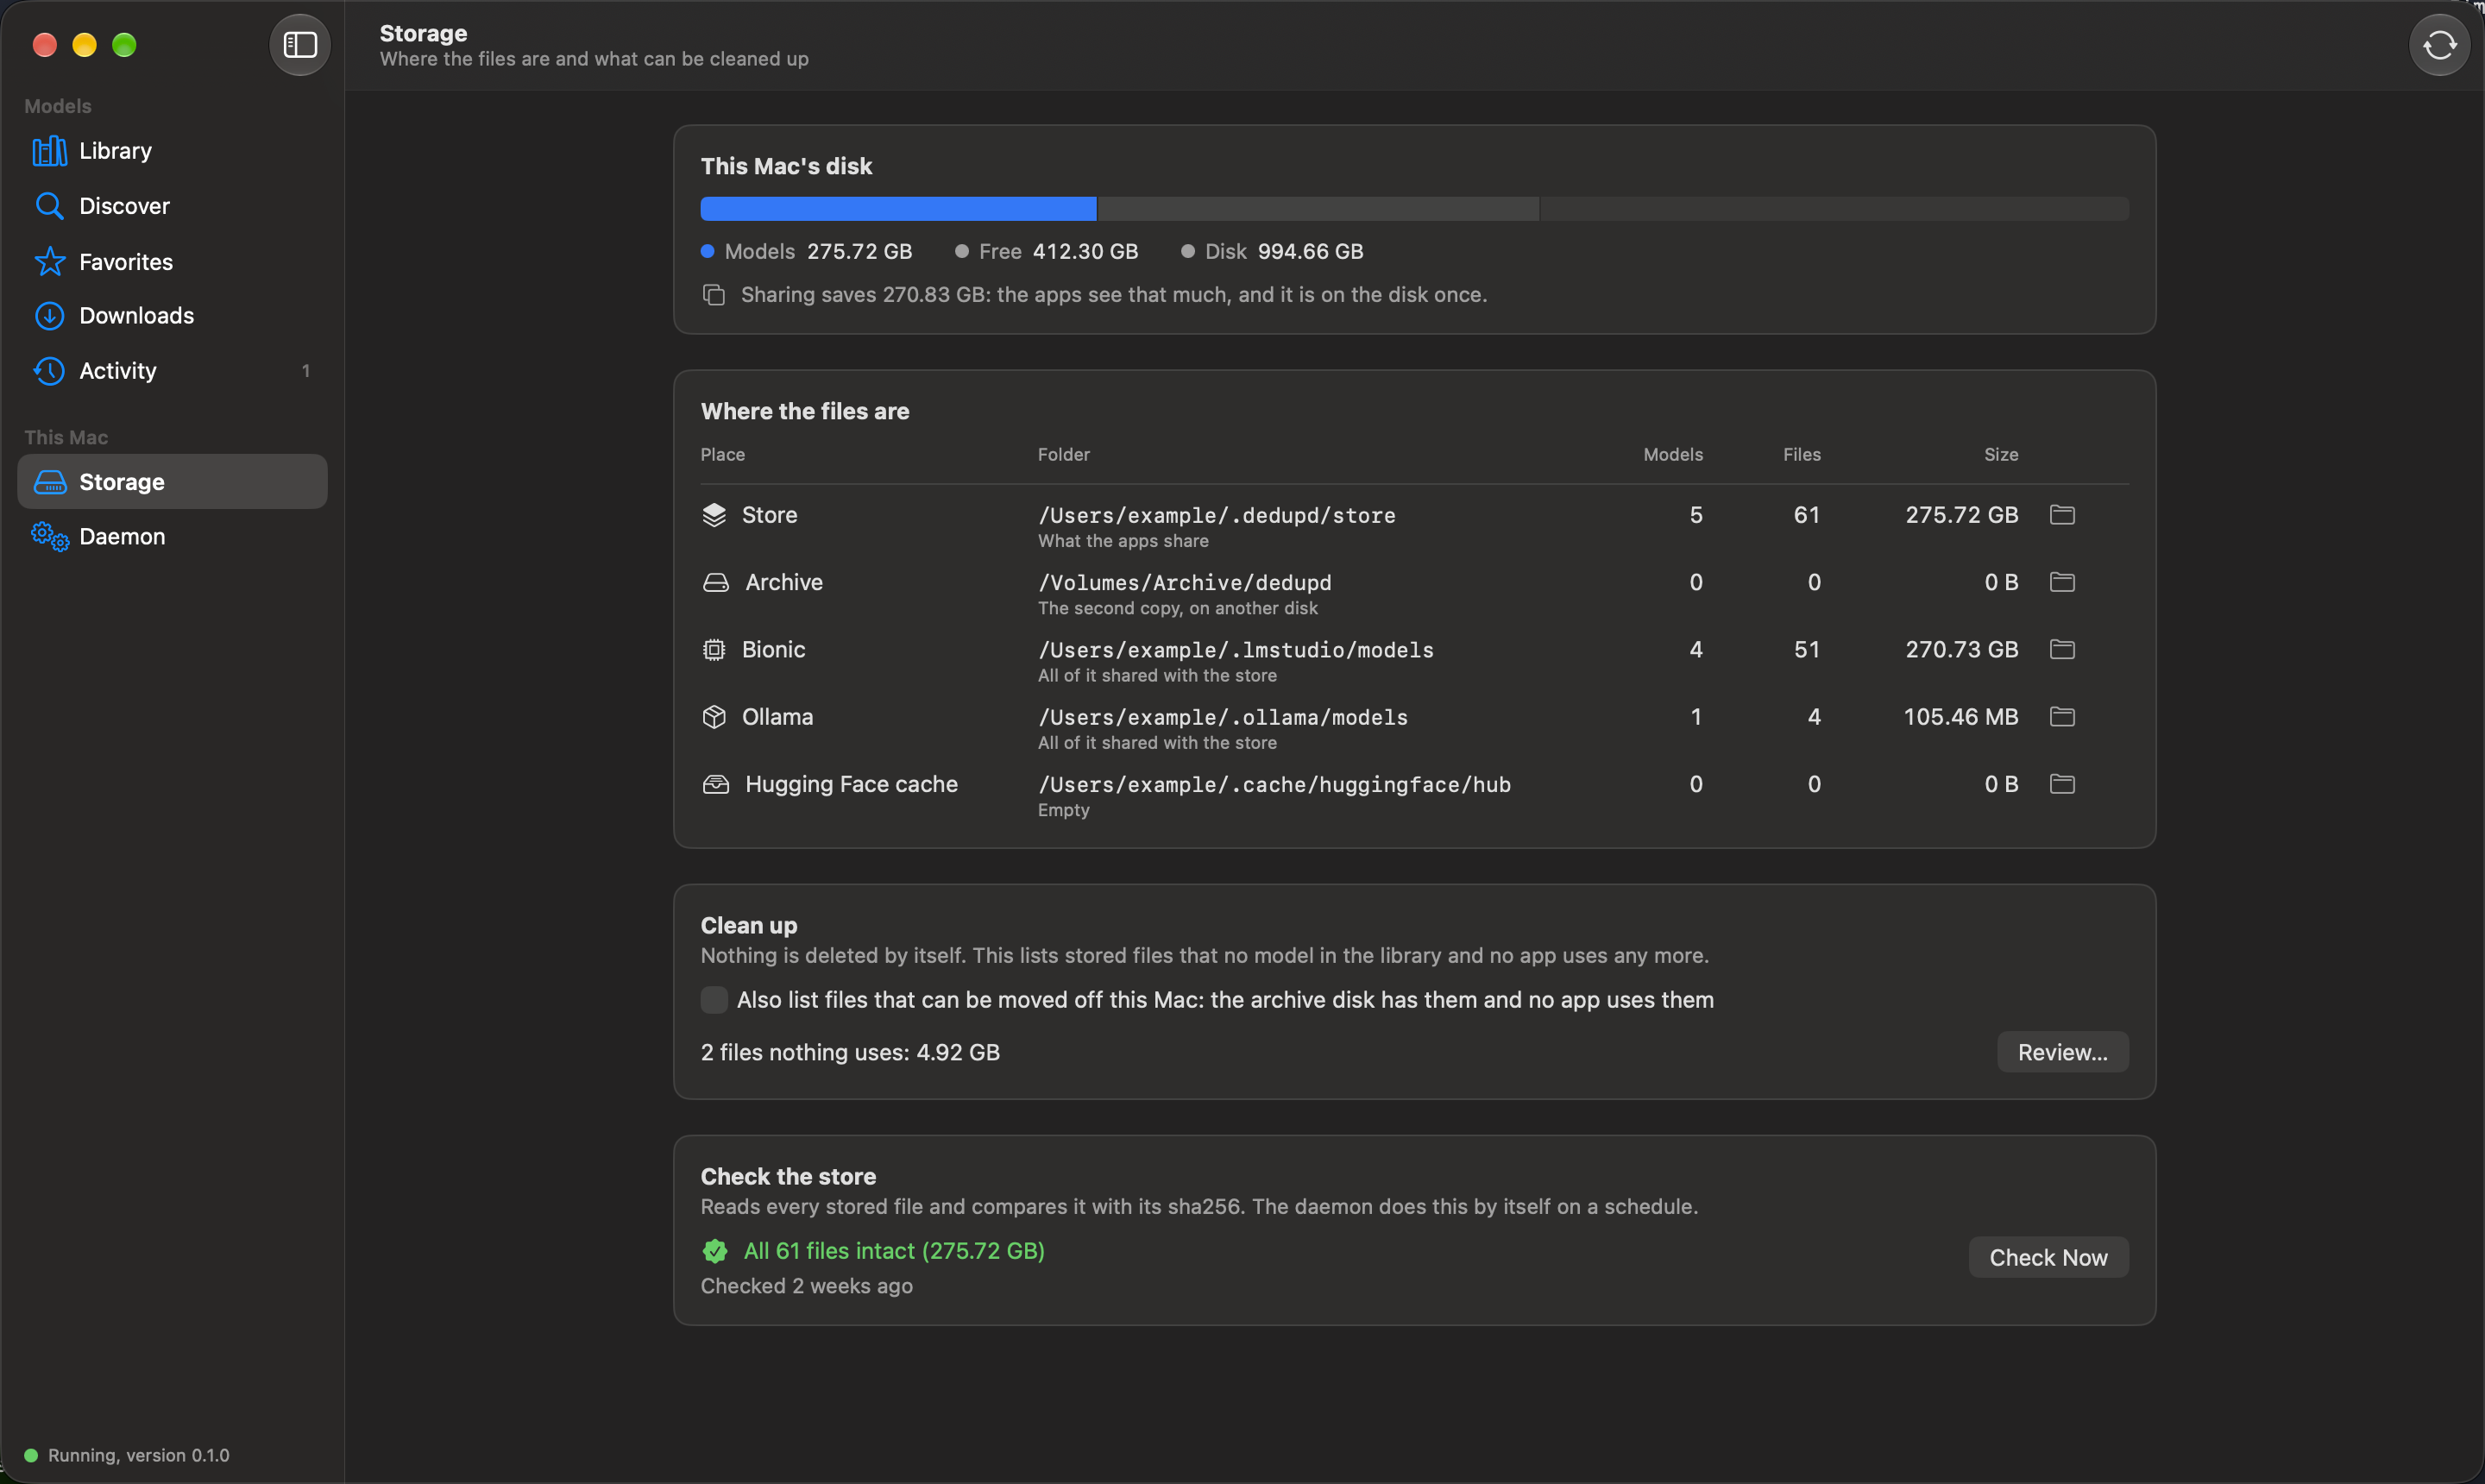 Storage
Where the files are and what can be cleaned up
Models
Library
Discover
Favorites
Downloads
Activity 1
This Mac
Storage
Daemon
Running, version 0.1.0
This Mac's disk
Models 275.72 GB Free 412.30 GB Disk 994.66 GB
Sharing saves 270.83 GB: the apps see that much, and it is on the disk once.
Where the files are
Place Folder Models Files Size
Store /Users/example/.dedupd/store 5 61 275.72 GB
What the apps share
Archive /Volumes/Archive/dedupd 0 0 0 B
The second copy, on another disk
Bionic /Users/example/.lmstudio/models 4 51 270.73 GB
All of it shared with the store
Ollama /Users/example/.ollama/models 1 4 105.46 MB
All of it shared with the store
Hugging Face cache /Users/example/.cache/huggingface/hub 0 0 0 B
Empty
Clean up
Nothing is deleted by itself. This lists stored files that no model in the library and no app uses any more.
Also list files that can be moved off this Mac: the archive disk has them and no app uses them
2 files nothing uses: 4.92 GB Review...
Check the store
Reads every stored file and compares it with its sha256. The daemon does this by itself on a schedule.
All 61 files intact (275.72 GB)
Check Now
Checked 2 weeks ago